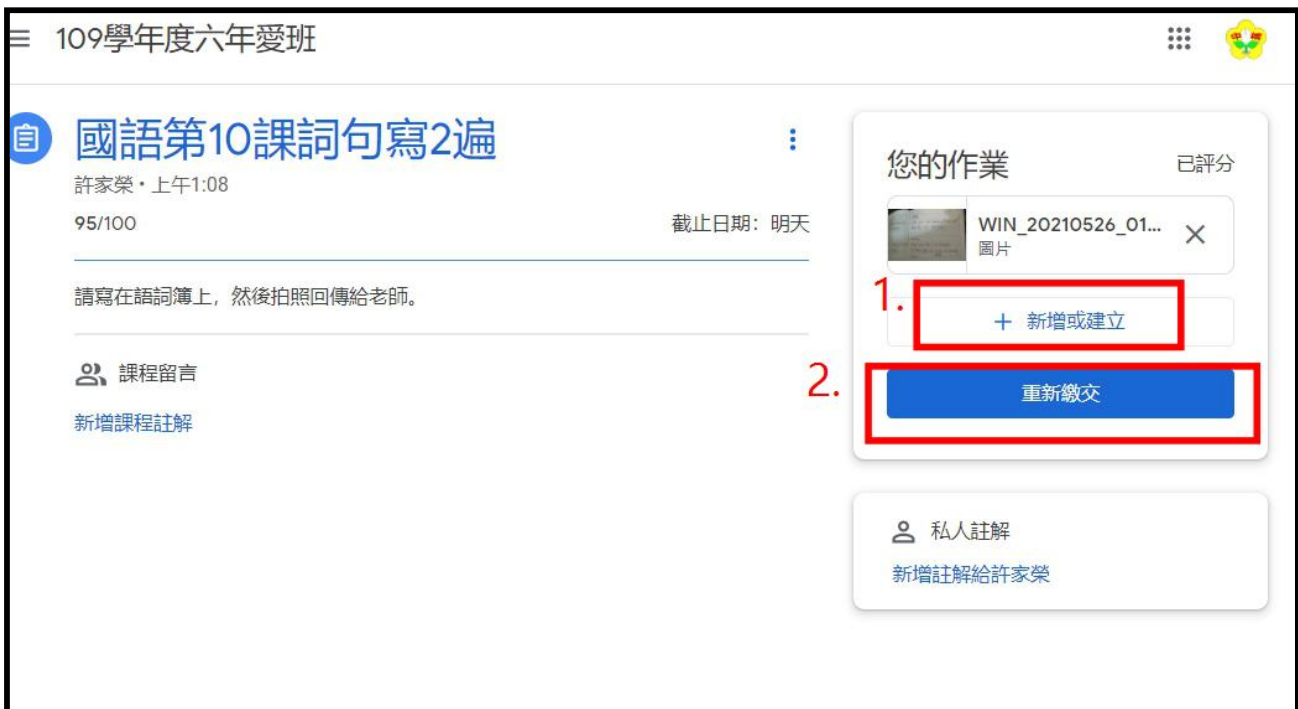 109學年度六年愛班
國語第10課詞句寫2遍
許家榮・上午1:08
95/100
截止日期：明天
請寫在語詞簿上，然後拍照回傳給老師。
課程留言
新增課程註解
您的作業
已評分
WIN_20210526_01...
圖片
1.
+ 新增或建立
2.
重新繳交
私人註解
新增註解給許家榮